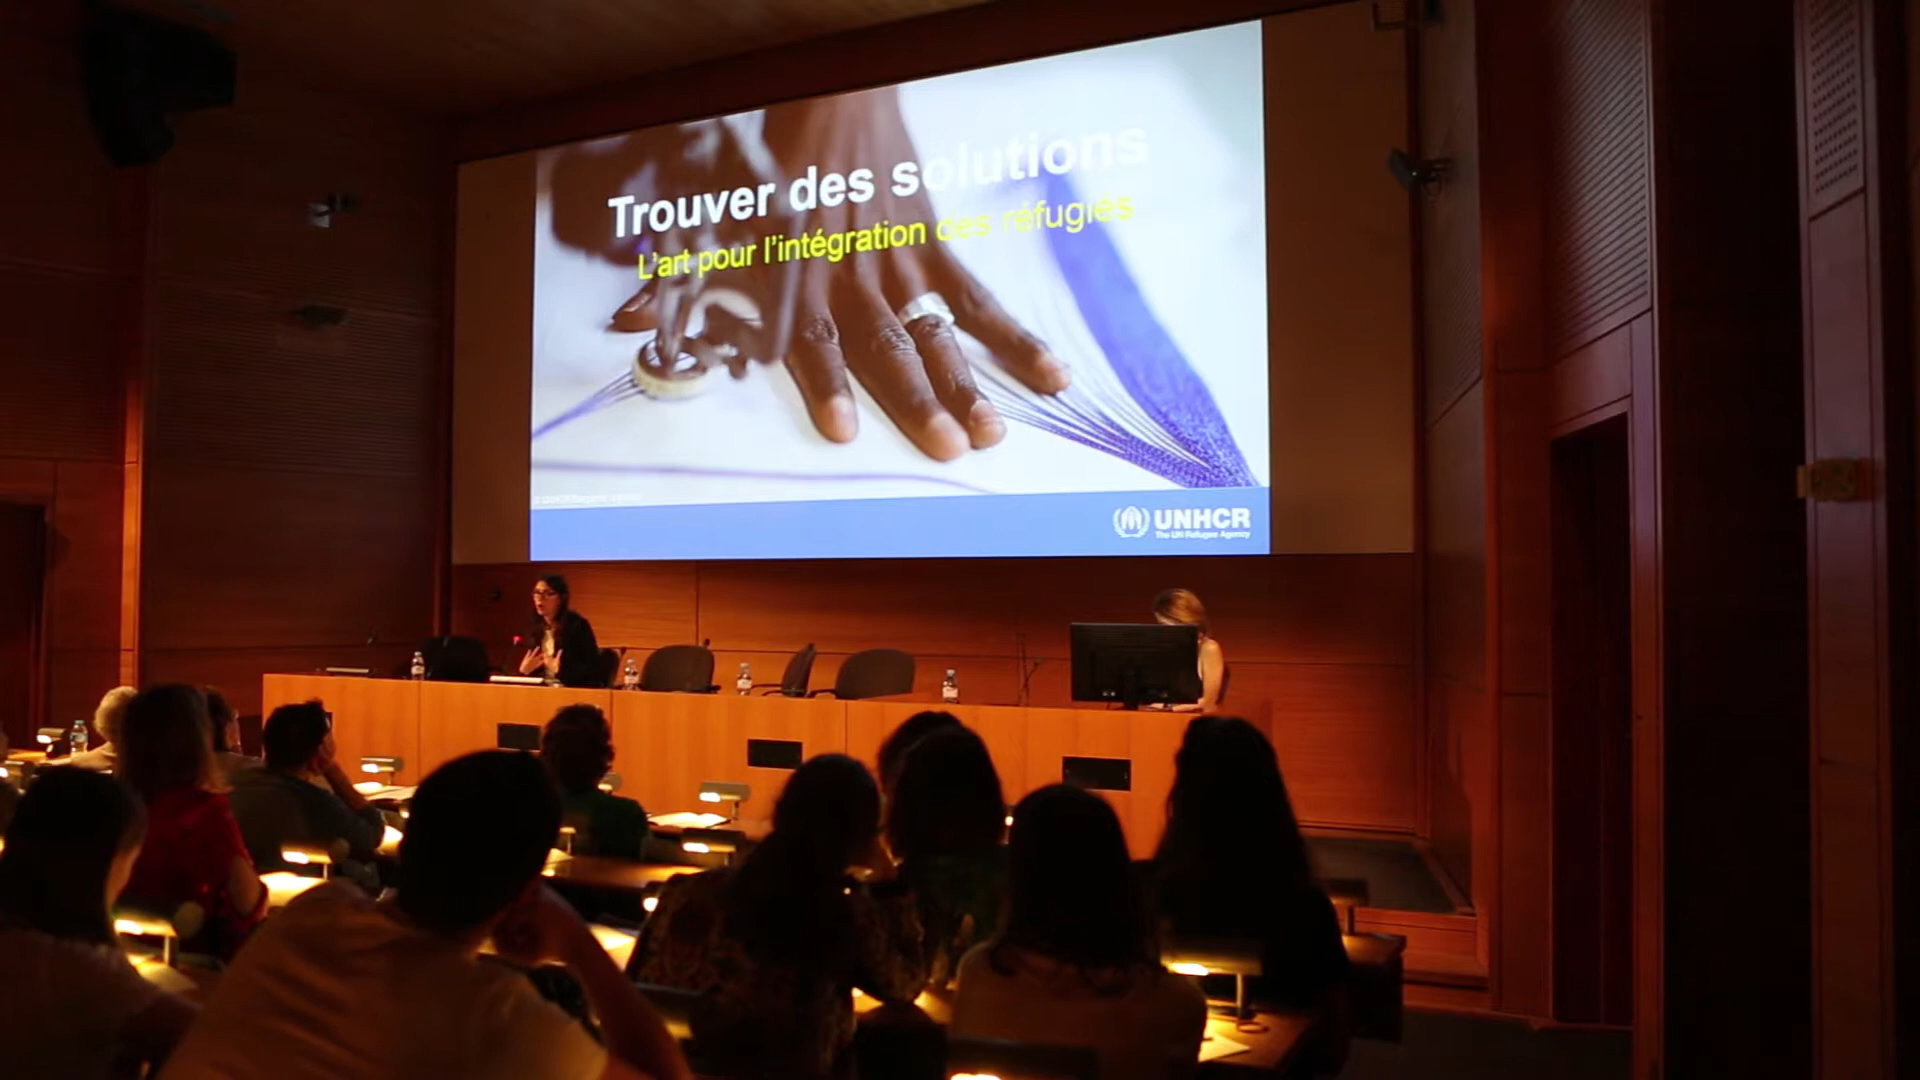 Trouver des solutions
L'art pour l'intégration des réfugiés
UNHCR
The UN Refugee Agency